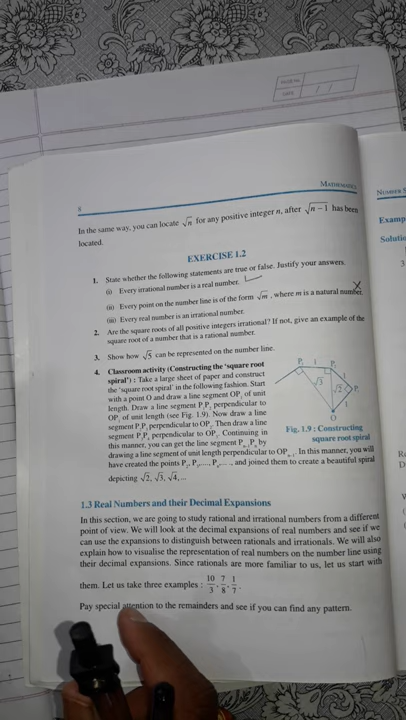 PAGE NO.
DATE / /
8
MATHEMATICS
In the same way, you can locate √n for any positive integer n, after √n – 1 has been
located.
EXERCISE 1.2
1. State whether the following statements are true or false. Justify your answers.
(i) Every irrational number is a real number.
(ii) Every point on the number line is of the form √m , where m is a natural number.
(iii) Every real number is an irrational number.
2. Are the square roots of all positive integers irrational? If not, give an example of the
square root of a number that is a rational number.
3. Show how √5 can be represented on the number line.
4. Classroom activity (Constructing the ‘square root
spiral’) : Take a large sheet of paper and construct
the ‘square root spiral’ in the following fashion. Start
with a point O and draw a line segment OP₁ of unit
length. Draw a line segment P₁P₂ perpendicular to
OP₁ of unit length (see Fig. 1.9). Now draw a line
segment P₂P₃ perpendicular to OP₂. Then draw a line
segment P₃P₄ perpendicular to OP₃. Continuing in
this manner, you can get the line segment Pₙ₋₁Pₙ by
drawing a line segment of unit length perpendicular to OPₙ₋₁. In this manner, you will
have created the points P₂, P₃,...., Pₙ,... ., and joined them to create a beautiful spiral
depicting √2, √3, √4, ...
P₃ 1 P₂
√3 1
√2 P₁
1
O
Fig. 1.9 : Constructing
square root spiral
1.3 Real Numbers and their Decimal Expansions
In this section, we are going to study rational and irrational numbers from a different
point of view. We will look at the decimal expansions of real numbers and see if we
can use the expansions to distinguish between rationals and irrationals. We will also
explain how to visualise the representation of real numbers on the number line using
their decimal expansions. Since rationals are more familiar to us, let us start with
them. Let us take three examples : 10/3, 7/8, 1/7.
Pay special attention to the remainders and see if you can find any pattern.
NUMBER S
Examp
Solutio
3